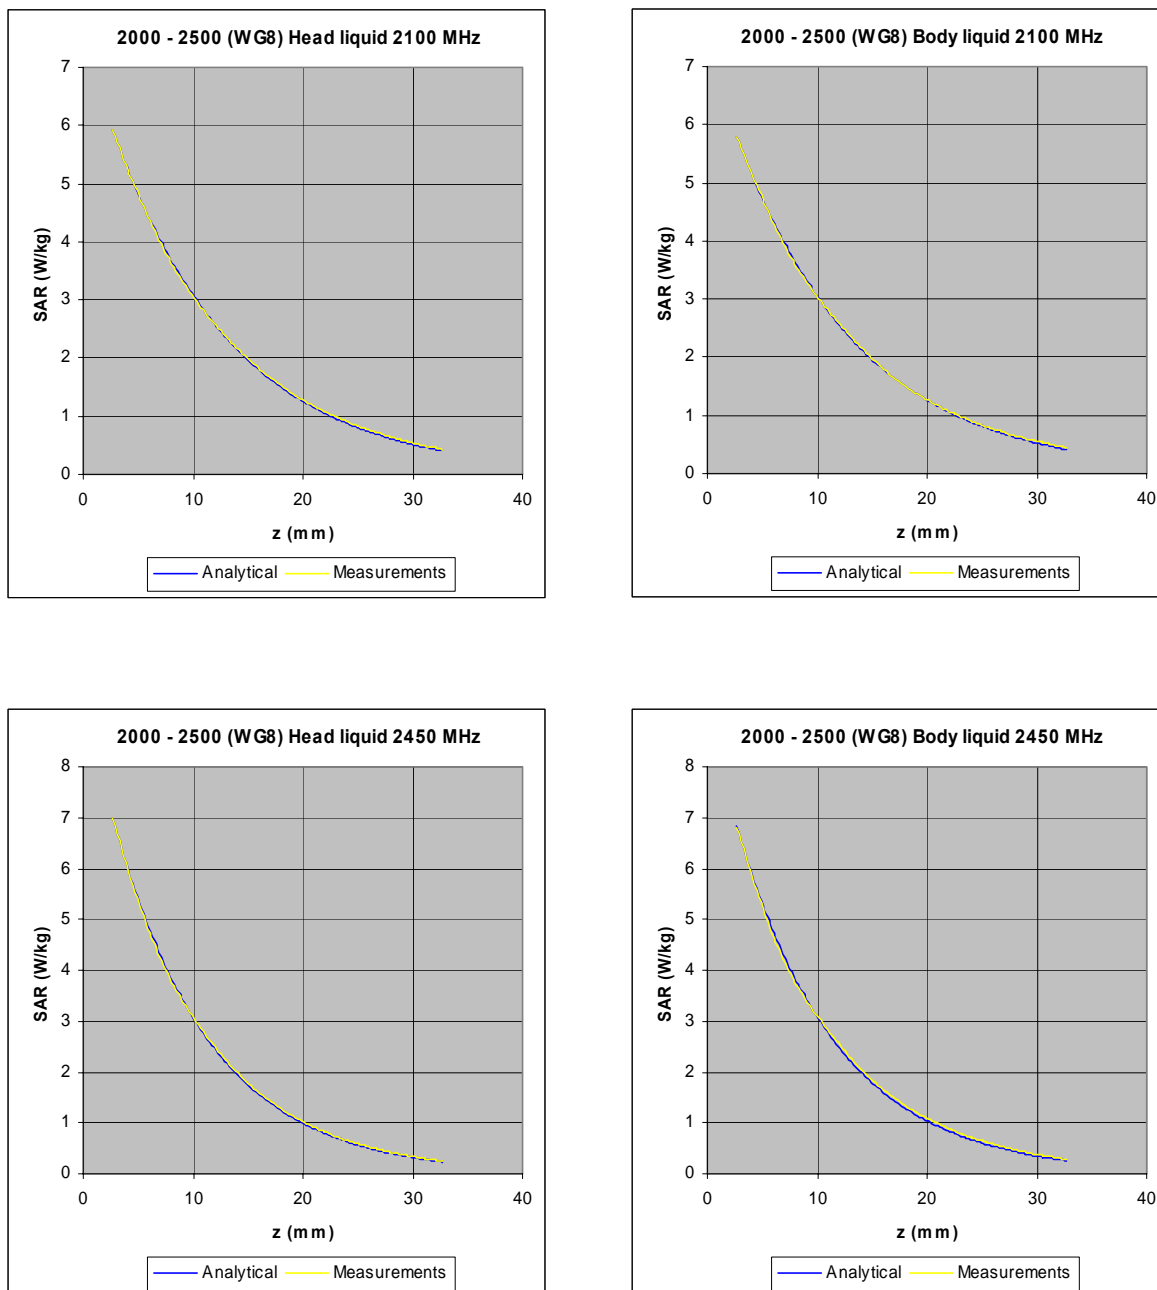 2000 - 2500 (WG8) Head liquid 2100 MHz
7
6
5
4
3
2
1
0
SAR (W/kg)
0 10 20 30 40
z (mm)
Analytical Measurements
2000 - 2500 (WG8) Body liquid 2100 MHz
7
6
5
4
3
2
1
0
SAR (W/kg)
0 10 20 30 40
z (mm)
Analytical Measurements
2000 - 2500 (WG8) Head liquid 2450 MHz
8
7
6
5
4
3
2
1
0
SAR (W/kg)
0 10 20 30 40
z (mm)
Analytical Measurements
2000 - 2500 (WG8) Body liquid 2450 MHz
8
7
6
5
4
3
2
1
0
SAR (W/kg)
0 10 20 30 40
z (mm)
Analytical Measurements